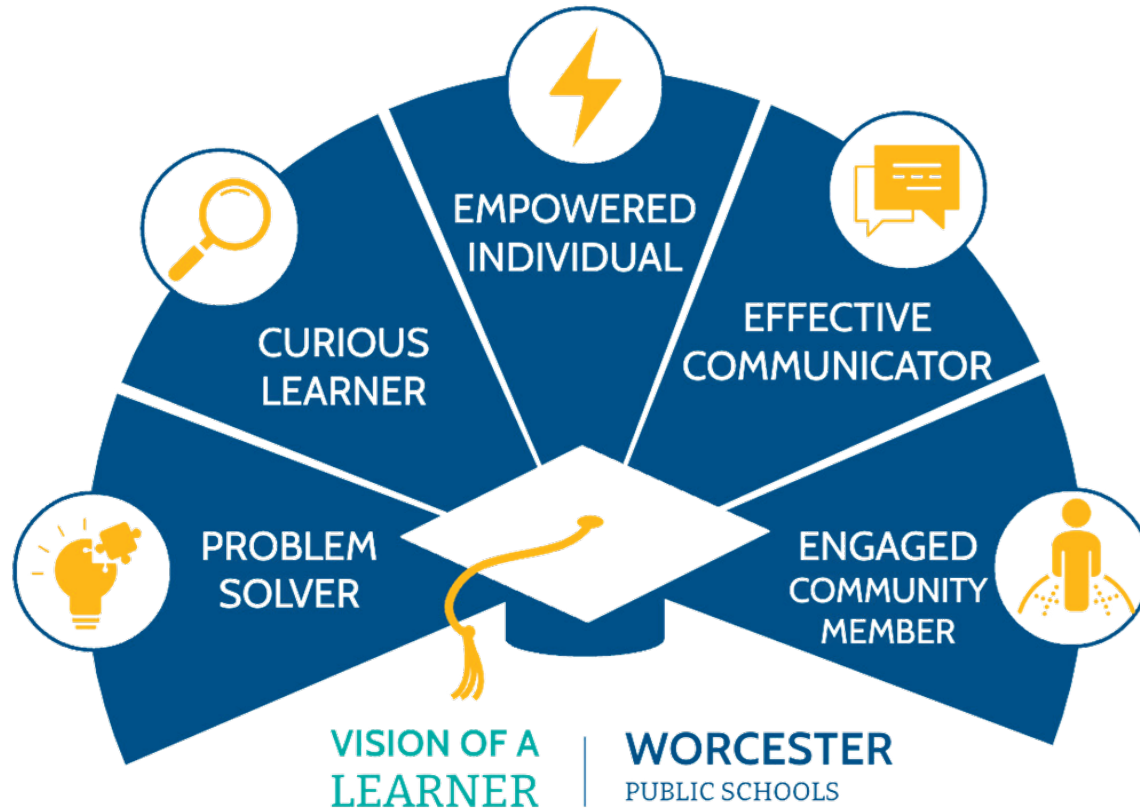 PROBLEM
SOLVER
CURIOUS
LEARNER
EMPOWERED
INDIVIDUAL
EFFECTIVE
COMMUNICATOR
ENGAGED
COMMUNITY
MEMBER
VISION OF A
LEARNER
WORCESTER
PUBLIC SCHOOLS